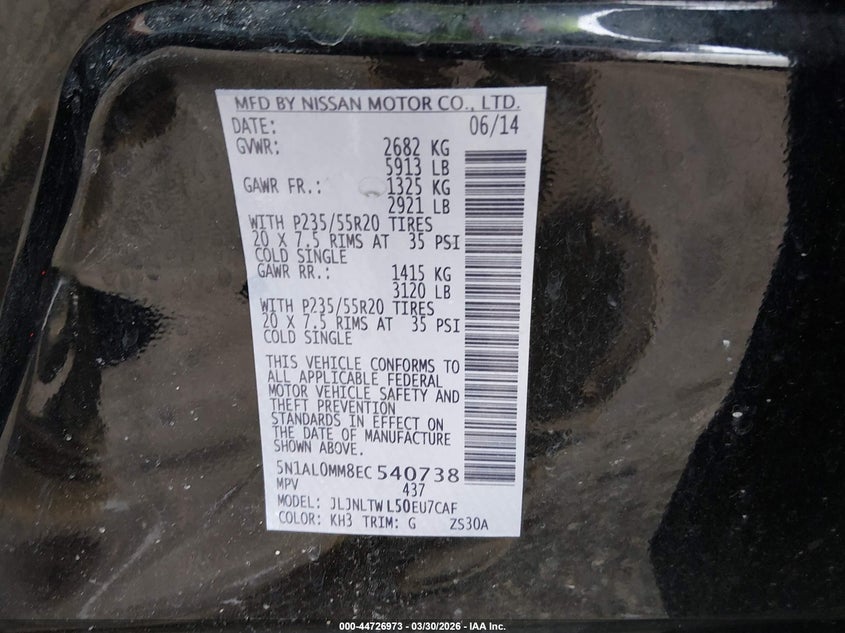 MFD BY NISSAN MOTOR CO., LTD.
DATE: 06/14
GVWR: 2682 KG
5913 LB
GAWR FR.: 1325 KG
2921 LB
WITH P235/55R20 TIRES
20 X 7.5 RIMS AT 35 PSI
COLD SINGLE
GAWR RR.: 1415 KG
3120 LB
WITH P235/55R20 TIRES
20 X 7.5 RIMS AT 35 PSI
COLD SINGLE
THIS VEHICLE CONFORMS TO
ALL APPLICABLE FEDERAL
MOTOR VEHICLE SAFETY AND
THEFT PREVENTION
STANDARDS IN EFFECT ON
THE DATE OF MANUFACTURE
SHOWN ABOVE.
5N1AL0MM8EC540738
MPV 437
MODEL: JLJNLTWL50EU7CAF
COLOR: KH3 TRIM: G ZS30A
000-44726973 - 03/30/2026 - IAA Inc.